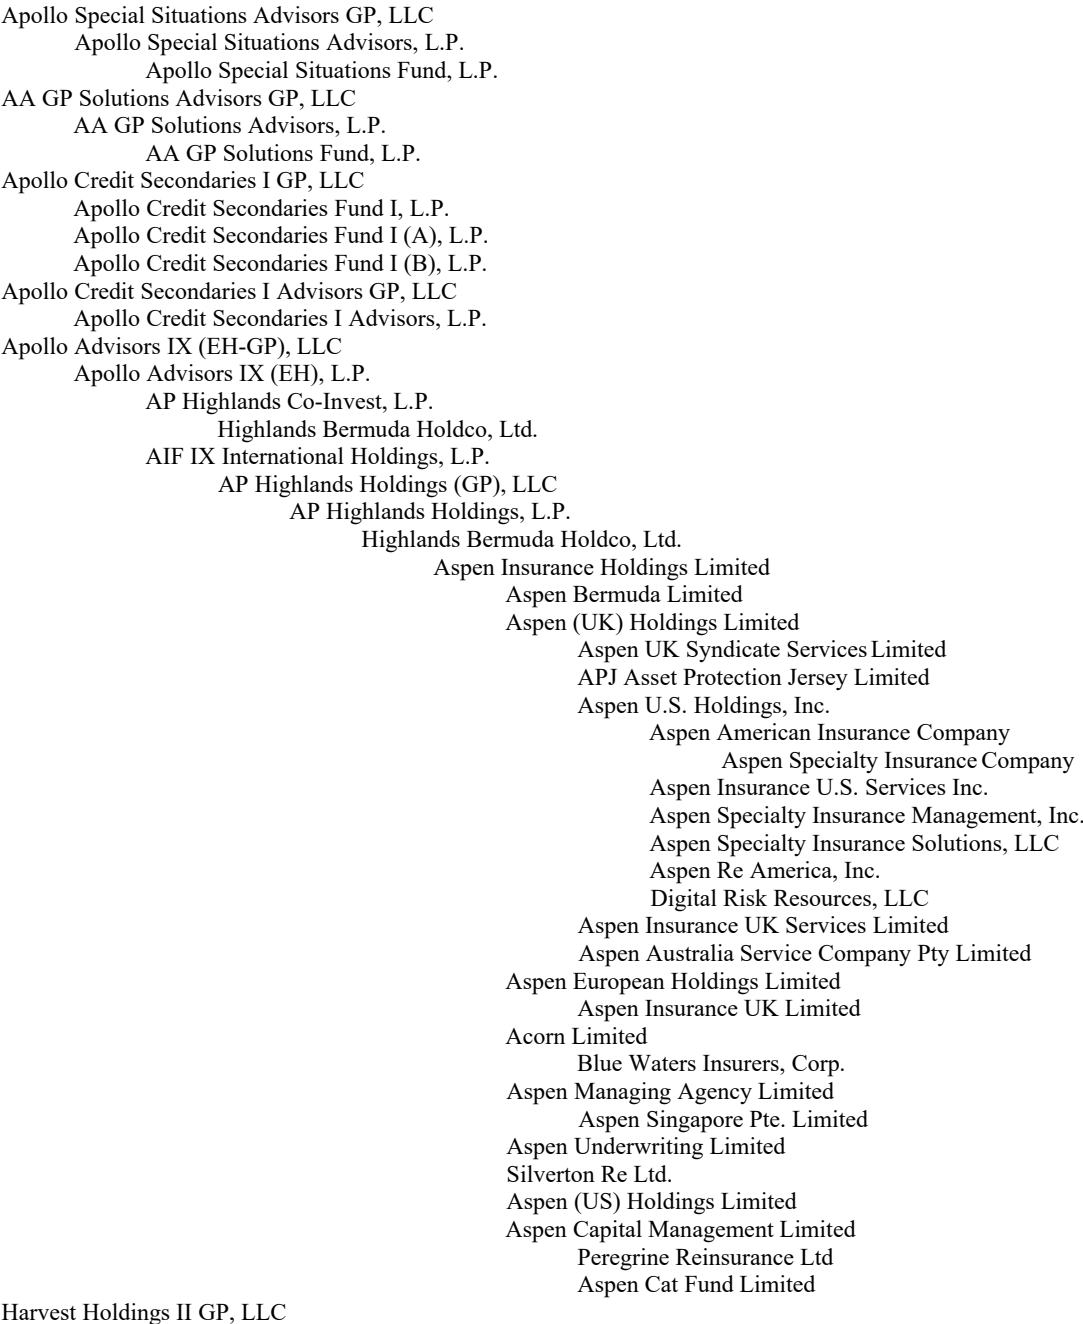 Apollo Special Situations Advisors GP, LLC
Apollo Special Situations Advisors, L.P.
Apollo Special Situations Fund, L.P.
AA GP Solutions Advisors GP, LLC
AA GP Solutions Advisors, L.P.
AA GP Solutions Fund, L.P.
Apollo Credit Secondaries I GP, LLC
Apollo Credit Secondaries Fund I, L.P.
Apollo Credit Secondaries Fund I (A), L.P.
Apollo Credit Secondaries Fund I (B), L.P.
Apollo Credit Secondaries I Advisors GP, LLC
Apollo Credit Secondaries I Advisors, L.P.
Apollo Advisors IX (EH-GP), LLC
Apollo Advisors IX (EH), L.P.
AP Highlands Co-Invest, L.P.
Highlands Bermuda Holdco, Ltd.
AIF IX International Holdings, L.P.
AP Highlands Holdings (GP), LLC
AP Highlands Holdings, L.P.
Highlands Bermuda Holdco, Ltd.
Aspen Insurance Holdings Limited
Aspen Bermuda Limited
Aspen (UK) Holdings Limited
Aspen UK Syndicate Services Limited
APJ Asset Protection Jersey Limited
Aspen U.S. Holdings, Inc.
Aspen American Insurance Company
Aspen Specialty Insurance Company
Aspen Insurance U.S. Services Inc.
Aspen Specialty Insurance Management, Inc.
Aspen Specialty Insurance Solutions, LLC
Aspen Re America, Inc.
Digital Risk Resources, LLC
Aspen Insurance UK Services Limited
Aspen Australia Service Company Pty Limited
Aspen European Holdings Limited
Aspen Insurance UK Limited
Acorn Limited
Blue Waters Insurers, Corp.
Aspen Managing Agency Limited
Aspen Singapore Pte. Limited
Aspen Underwriting Limited
Silverton Re Ltd.
Aspen (US) Holdings Limited
Aspen Capital Management Limited
Peregrine Reinsurance Ltd
Aspen Cat Fund Limited
Harvest Holdings II GP, LLC